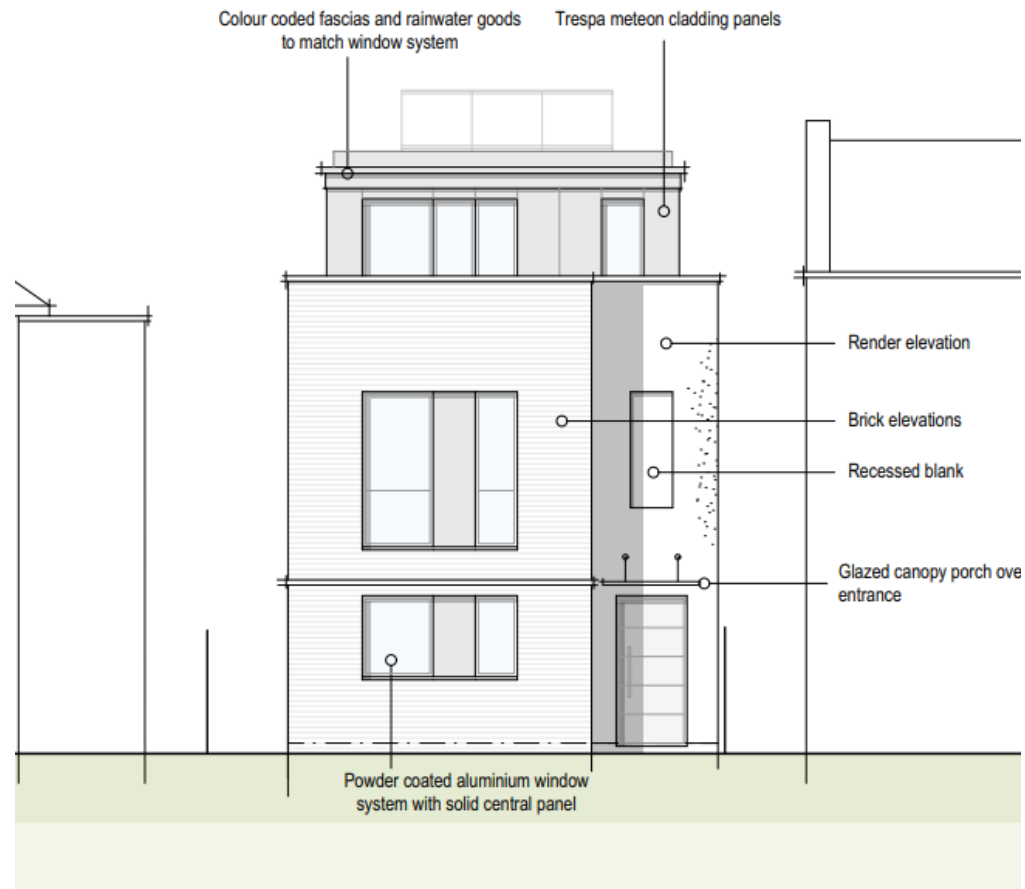 Colour coded fascias and rainwater goods
to match window system
Trespa meteon cladding panels
Render elevation
Brick elevations
Recessed blank
Glazed canopy porch ove
entrance
Powder coated aluminium window
system with solid central panel